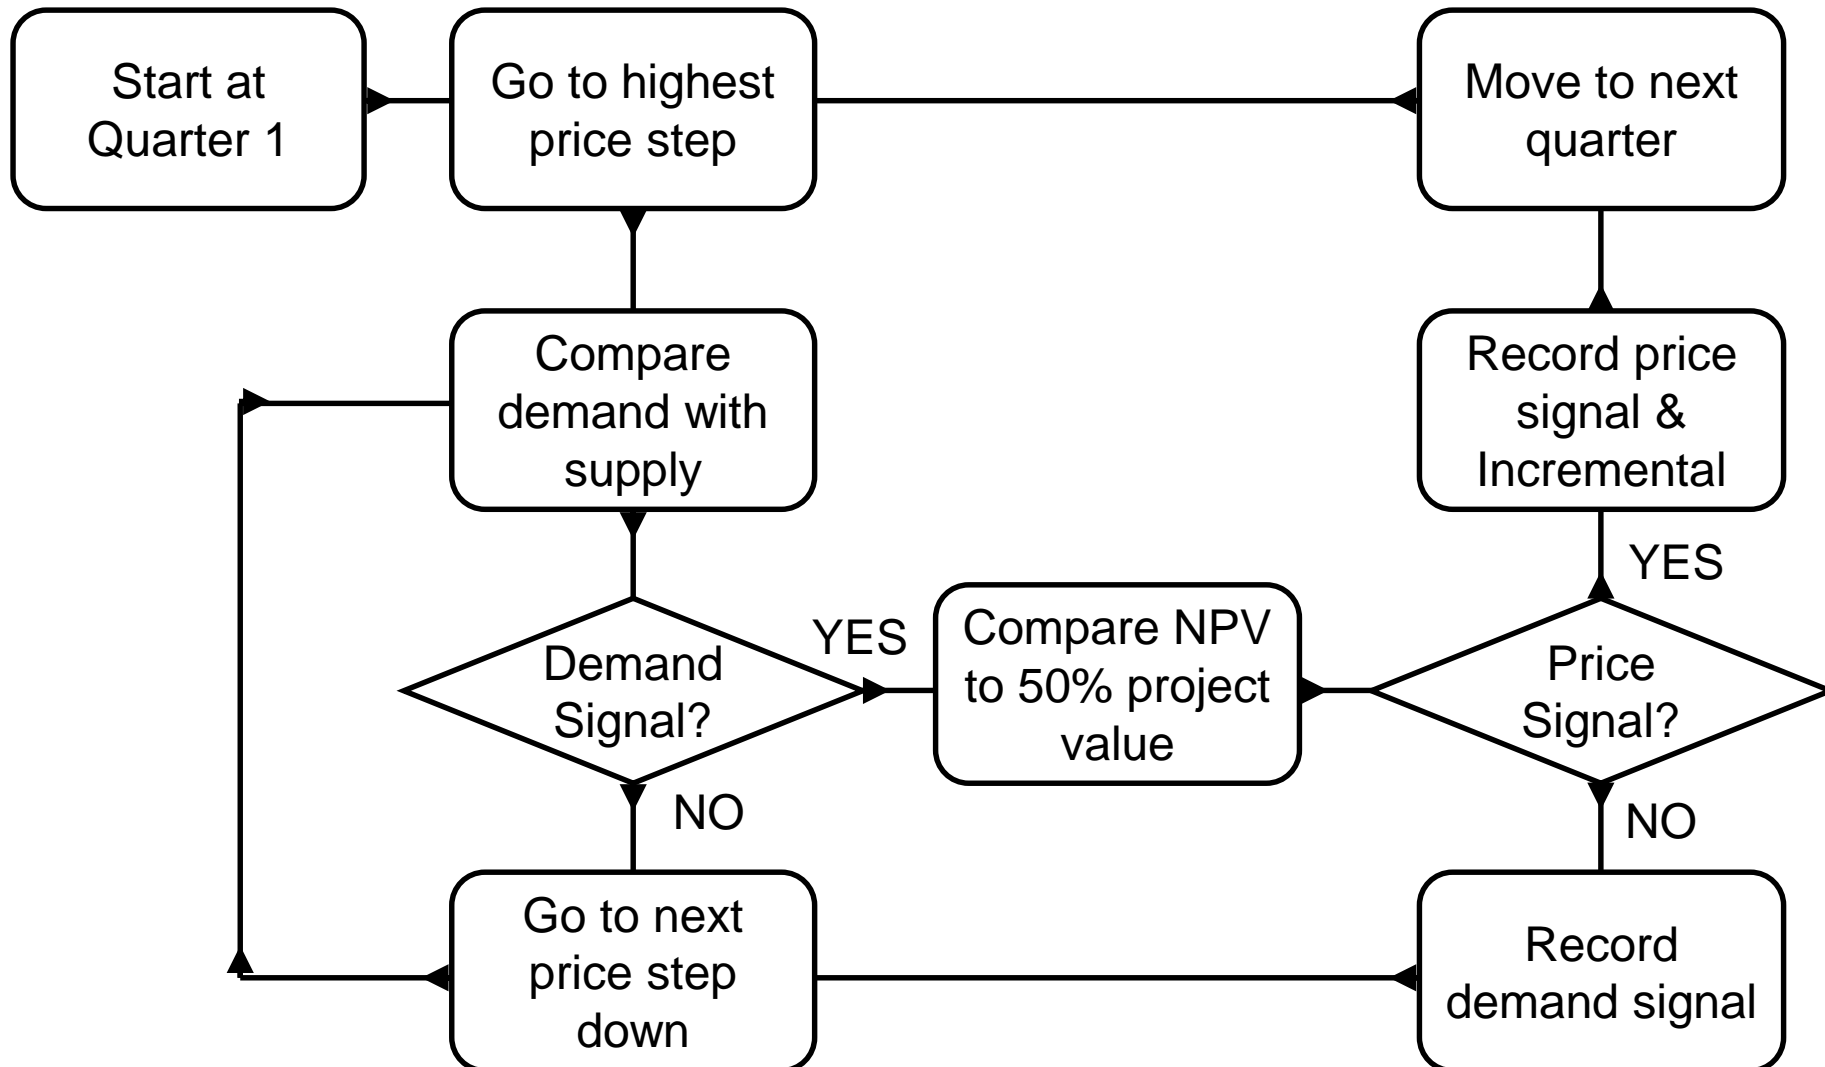 Start at
Quarter 1
Go to highest
price step
Move to next
quarter
Compare
demand with
supply
Record price
signal &
Incremental
YES
Demand
Signal?
YES
Compare NPV
to 50% project
value
Price
Signal?
NO
NO
Go to next
price step
down
Record
demand signal